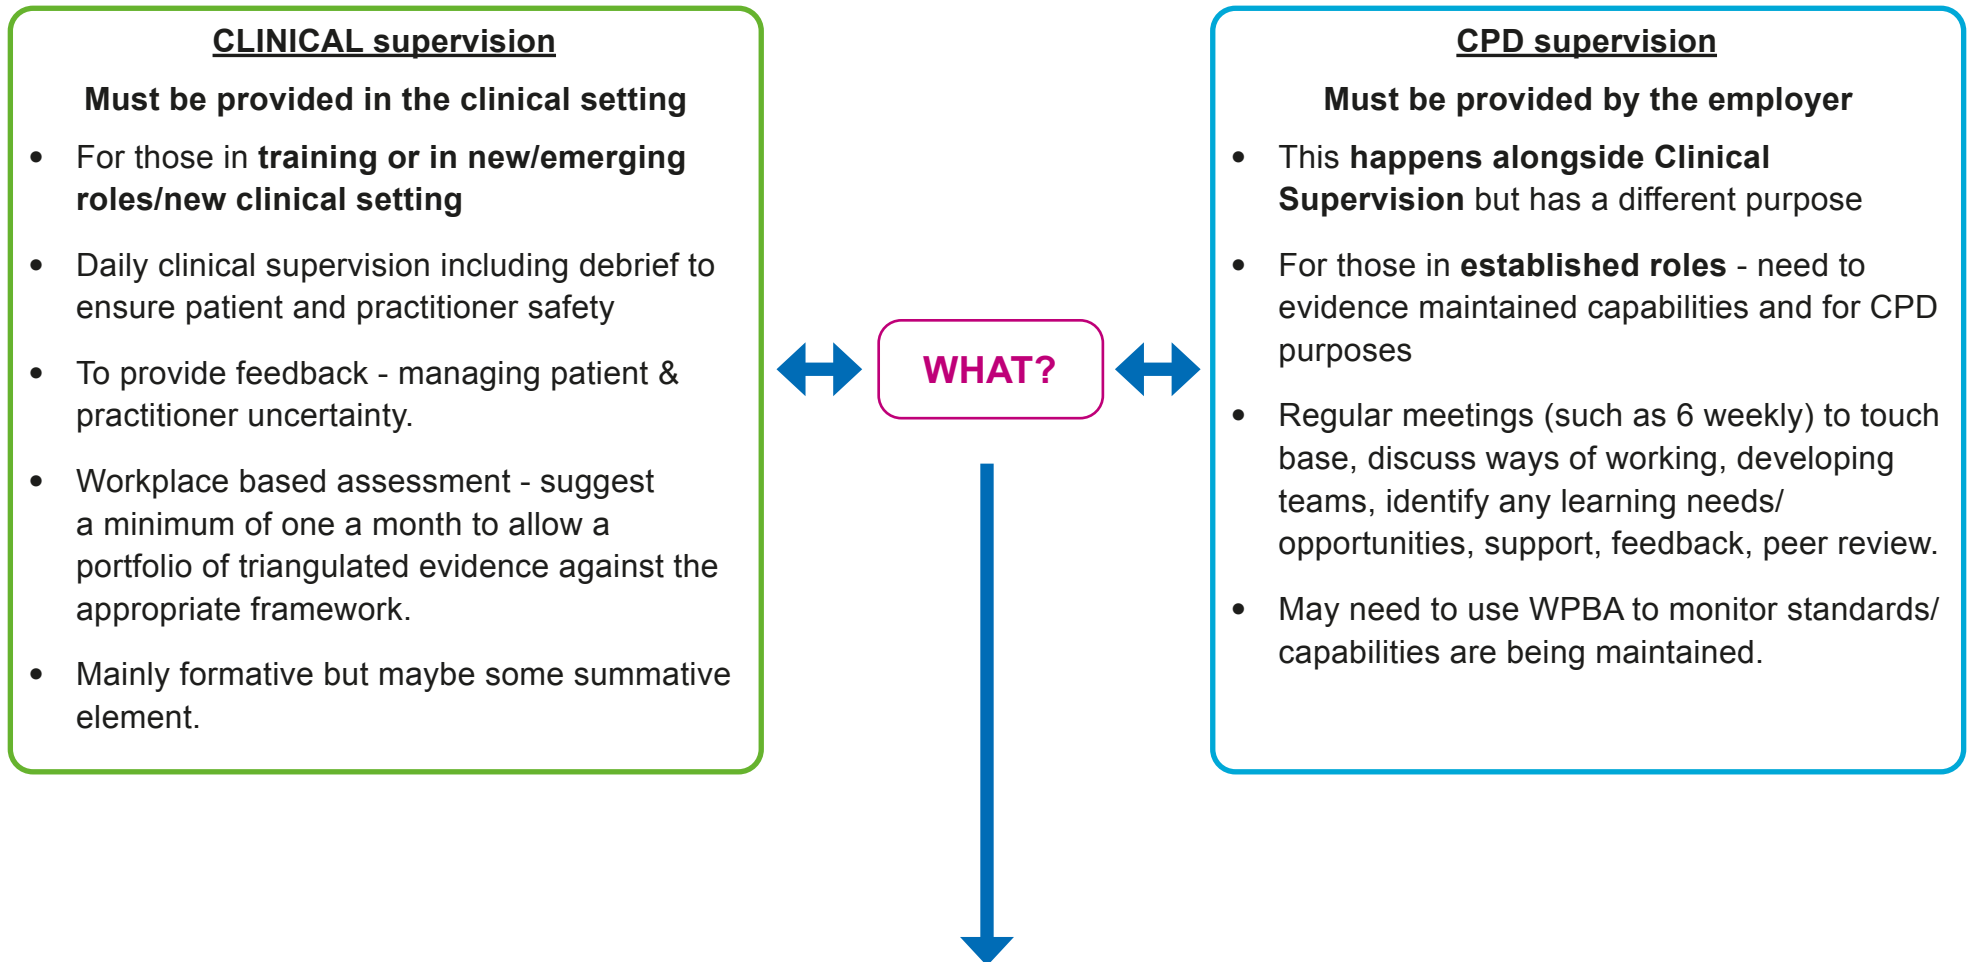 CLINICAL supervision
Must be provided in the clinical setting
• For those in training or in new/emerging
roles/new clinical setting
• Daily clinical supervision including debrief to
ensure patient and practitioner safety
• To provide feedback - managing patient &
practitioner uncertainty.
• Workplace based assessment - suggest
a minimum of one a month to allow a
portfolio of triangulated evidence against the
appropriate framework.
• Mainly formative but maybe some summative
element.
WHAT?
CPD supervision
Must be provided by the employer
• This happens alongside Clinical
Supervision but has a different purpose
• For those in established roles - need to
evidence maintained capabilities and for CPD
purposes
• Regular meetings (such as 6 weekly) to touch
base, discuss ways of working, developing
teams, identify any learning needs/
opportunities, support, feedback, peer review.
• May need to use WPBA to monitor standards/
capabilities are being maintained.